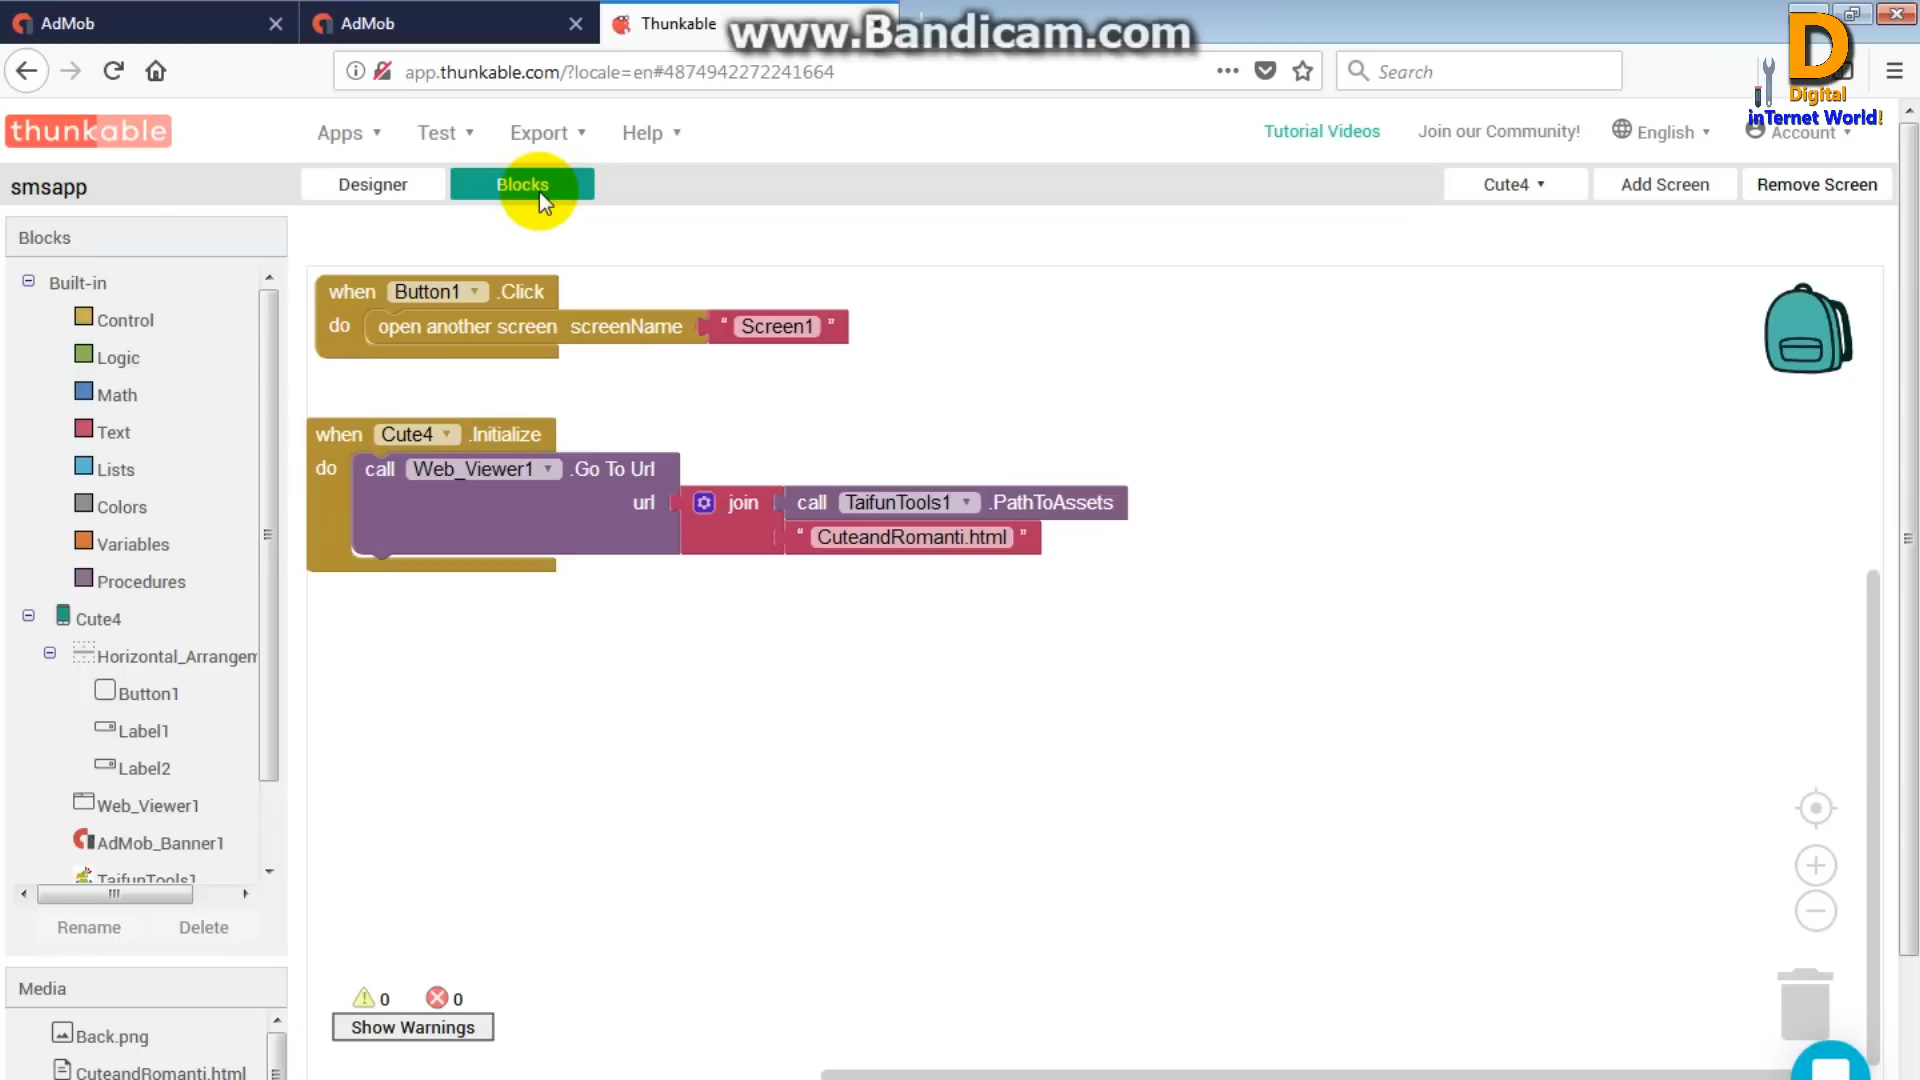 AdMob
AdMob
Thunkable
www.Bandicam.com
app.thunkable.com/?locale=en#4874942272241664
Search
D
Digital
inTernet World!
thunkable
Apps
Test
Export
Help
Tutorial Videos
Join our Community!
English
Account
smsapp
Designer
Blocks
Cute4
Add Screen
Remove Screen
Blocks
Built-in
Control
Logic
Math
Text
Lists
Colors
Variables
Procedures
Cute4
Horizontal_Arrangem
Button1
Label1
Label2
Web_Viewer1
AdMob_Banner1
TaifunTools1
Rename
Delete
Media
Back.png
CuteandRomanti.html
when Button1 .Click
do open another screen screenName " Screen1 "
when Cute4 .Initialize
do call Web_Viewer1 .Go To Url
url join call TaifunTools1 .PathToAssets
" CuteandRomanti.html "
0 0
Show Warnings